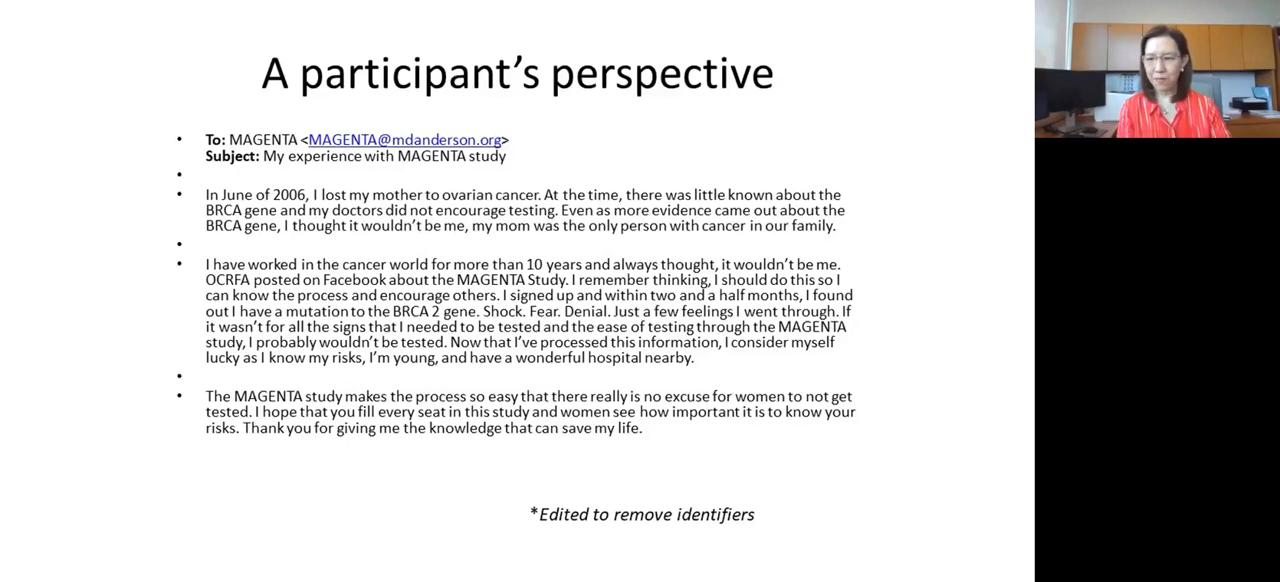 A participant's perspective
• To: MAGENTA <MAGENTA@mdanderson.org>
Subject: My experience with MAGENTA study
•
• In June of 2006, I lost my mother to ovarian cancer. At the time, there was little known about the
BRCA gene and my doctors did not encourage testing. Even as more evidence came out about the
BRCA gene, I thought it wouldn't be me, my mom was the only person with cancer in our family.
•
• I have worked in the cancer world for more than 10 years and always thought, it wouldn't be me.
OCRFA posted on Facebook about the MAGENTA Study. I remember thinking, I should do this so I
can know the process and encourage others. I signed up and within two and a half months, I found
out I have a mutation to the BRCA 2 gene. Shock. Fear. Denial. Just a few feelings I went through. If
it wasn't for all the signs that I needed to be tested and the ease of testing through the MAGENTA
study, I probably wouldn't be tested. Now that I've processed this information, I consider myself
lucky as I know my risks, I'm young, and have a wonderful hospital nearby.
•
• The MAGENTA study makes the process so easy that there really is no excuse for women to not get
tested. I hope that you fill every seat in this study and women see how important it is to know your
risks. Thank you for giving me the knowledge that can save my life.
*Edited to remove identifiers